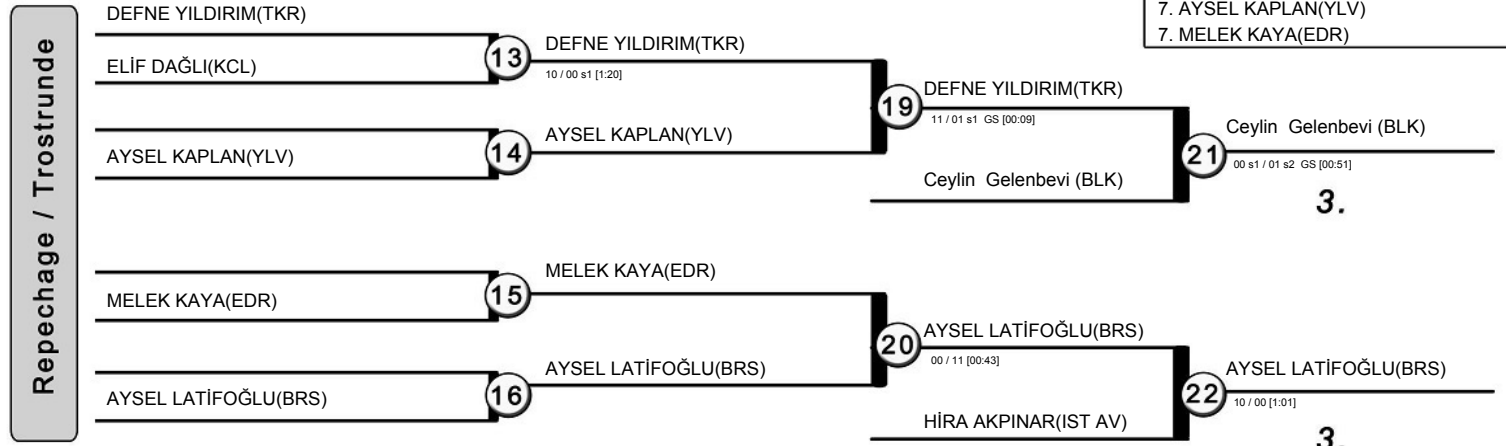 Repechage / Trostrunde
DEFNE YILDIRIM(TKR)
ELİF DAĞLI(KCL)
AYSEL KAPLAN(YLV)
MELEK KAYA(EDR)
AYSEL LATİFOĞLU(BRS)
13
14
15
16
DEFNE YILDIRIM(TKR)
10 / 00 s1 [1:20]
AYSEL KAPLAN(YLV)
MELEK KAYA(EDR)
AYSEL LATİFOĞLU(BRS)
19
20
DEFNE YILDIRIM(TKR)
11 / 01 s1 GS [00:09]
Ceylin Gelenbevi (BLK)
AYSEL LATİFOĞLU(BRS)
00 / 11 [00:43]
HİRA AKPINAR(IST AV)
21
22
7. AYSEL KAPLAN(YLV)
7. MELEK KAYA(EDR)
Ceylin Gelenbevi (BLK)
00 s1 / 01 s2 GS [00:51]
3.
AYSEL LATİFOĞLU(BRS)
10 / 00 [1:01]
3.